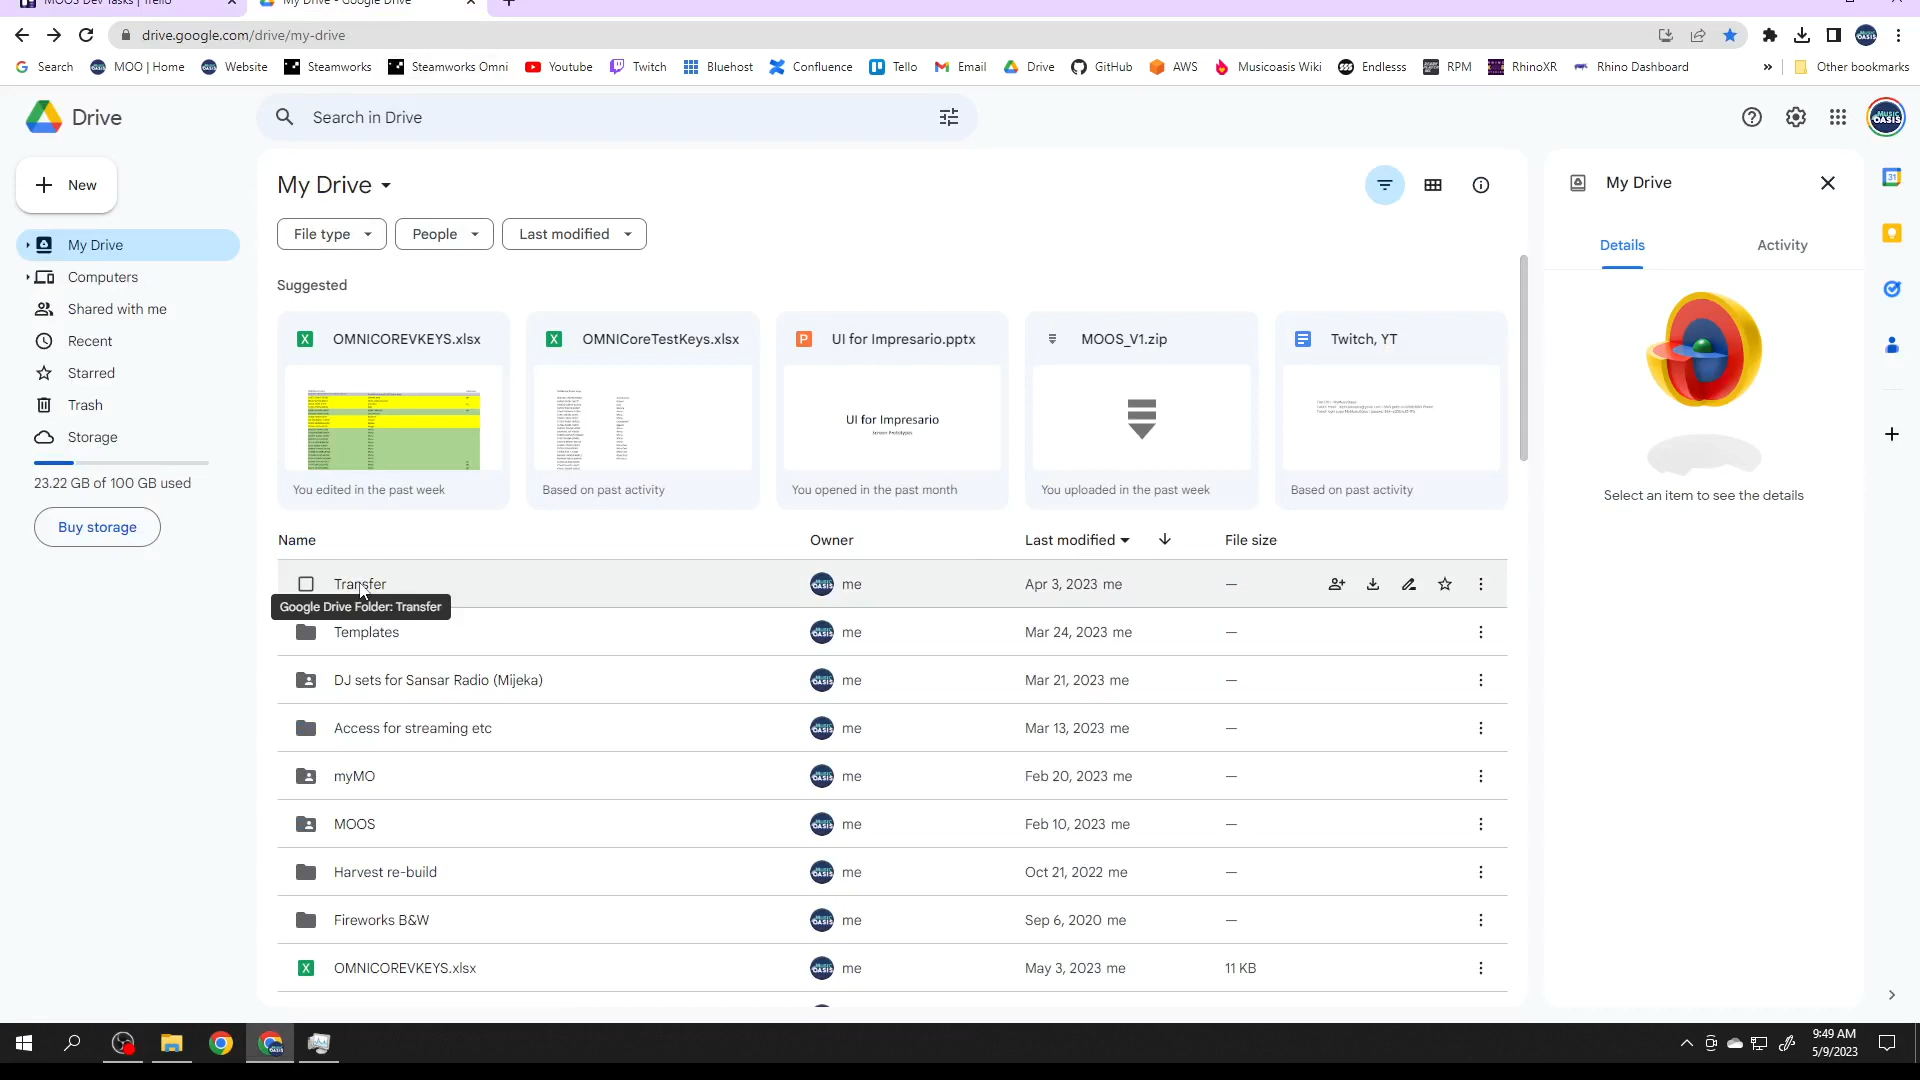 MOOS Dev Tasks | Trello
My Drive - Google Drive
drive.google.com/drive/my-drive
Search
MOO | Home
Website
Steamworks
Steamworks Omni
Youtube
Twitch
Bluehost
Confluence
Tello
Email
Drive
GitHub
AWS
Musicoasis Wiki
Endlesss
RPM
RhinoXR
Rhino Dashboard
»
Other bookmarks
Drive
Search in Drive
New
My Drive
Computers
Shared with me
Recent
Starred
Trash
Storage
23.22 GB of 100 GB used
Buy storage
My Drive
File type
People
Last modified
Suggested
OMNICOREVKEYS.xlsx
You edited in the past week
OMNICoreTestKeys.xlsx
Based on past activity
UI for Impresario.pptx
UI for Impresario
Screen Prototypes
You opened in the past month
MOOS_V1.zip
You uploaded in the past week
Twitch, YT
Based on past activity
Name Owner Last modified File size
Transfer me Apr 3, 2023 me —
Google Drive Folder: Transfer
Templates me Mar 24, 2023 me —
DJ sets for Sansar Radio (Mijeka) me Mar 21, 2023 me —
Access for streaming etc me Mar 13, 2023 me —
myMO me Feb 20, 2023 me —
MOOS me Feb 10, 2023 me —
Harvest re-build me Oct 21, 2022 me —
Fireworks B&W me Sep 6, 2020 me —
OMNICOREVKEYS.xlsx me May 3, 2023 me 11 KB
My Drive
Details
Activity
Select an item to see the details
31
9:49 AM
5/9/2023